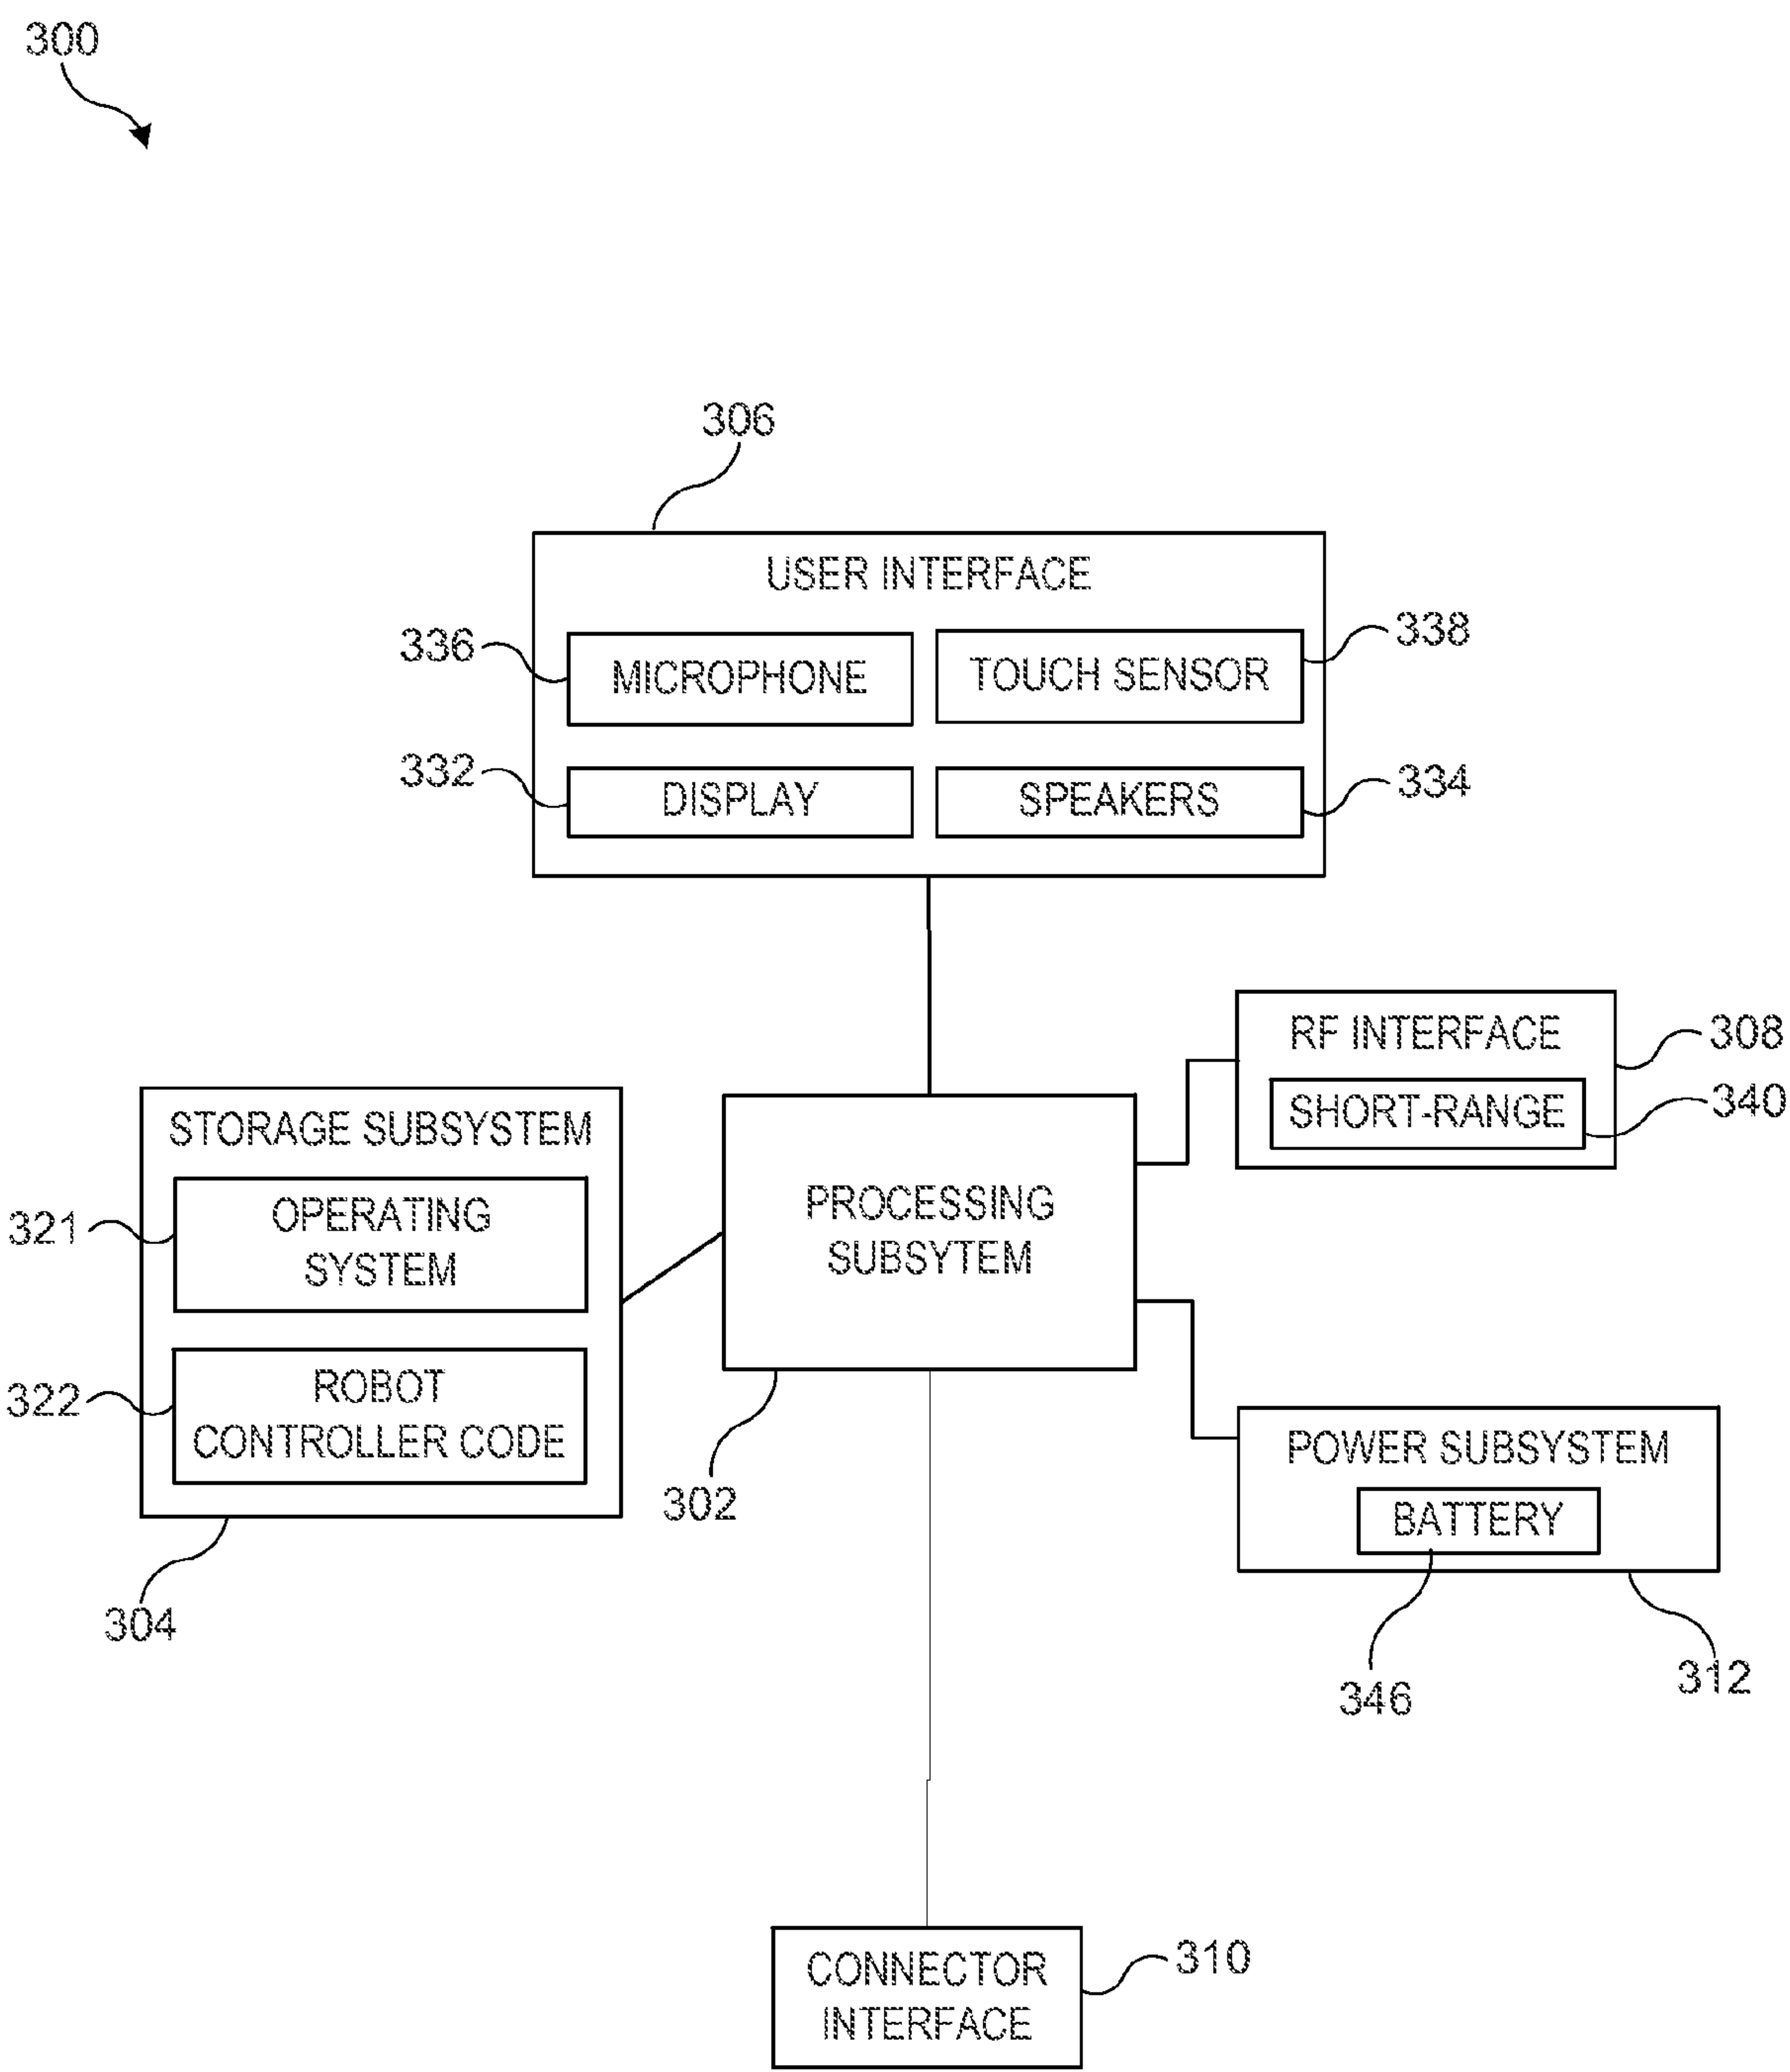 300
306
USER INTERFACE
336
MICROPHONE
TOUCH SENSOR
338
332
DISPLAY
SPEAKERS
334
RF INTERFACE
308
SHORT-RANGE
340
STORAGE SUBSYSTEM
321
OPERATING
SYSTEM
322
ROBOT
CONTROLLER CODE
304
PROCESSING
SUBSYTEM
302
POWER SUBSYSTEM
BATTERY
346
312
CONNECTOR
INTERFACE
310